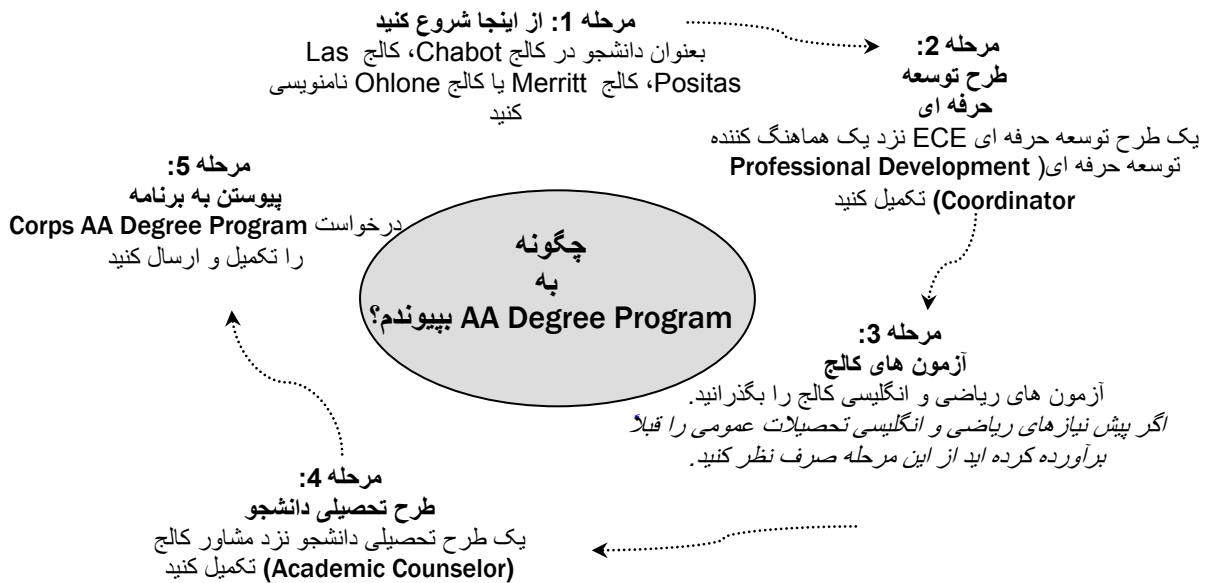 مرحله 1: از اینجا شروع کنید
بعنوان دانشجو در کالج Chabot، کالج Las
Positas، کالج Merritt یا کالج Ohlone نامنویسی
کنید
مرحله 2:
طرح توسعه
حرفه ای
یک طرح توسعه حرفه ای ECE نزد یک هماهنگ کننده
توسعه حرفه ای( Professional Development
Coordinator) تکمیل کنید
مرحله 3:
آزمون های کالج
آزمون های ریاضی و انگلیسی کالج را بگذرانید.
اگر پیش نیازهای ریاضی و انگلیسی تحصیلات عمومی را قبلاً
برآورده کرده اید از این مرحله صرف نظر کنید.
مرحله 4:
طرح تحصیلی دانشجو
یک طرح تحصیلی دانشجو نزد مشاور کالج
(Academic Counselor) تکمیل کنید
مرحله 5:
پیوستن به برنامه
درخواست Corps AA Degree Program
را تکمیل و ارسال کنید
چگونه
به
AA Degree Program بپیوندم؟